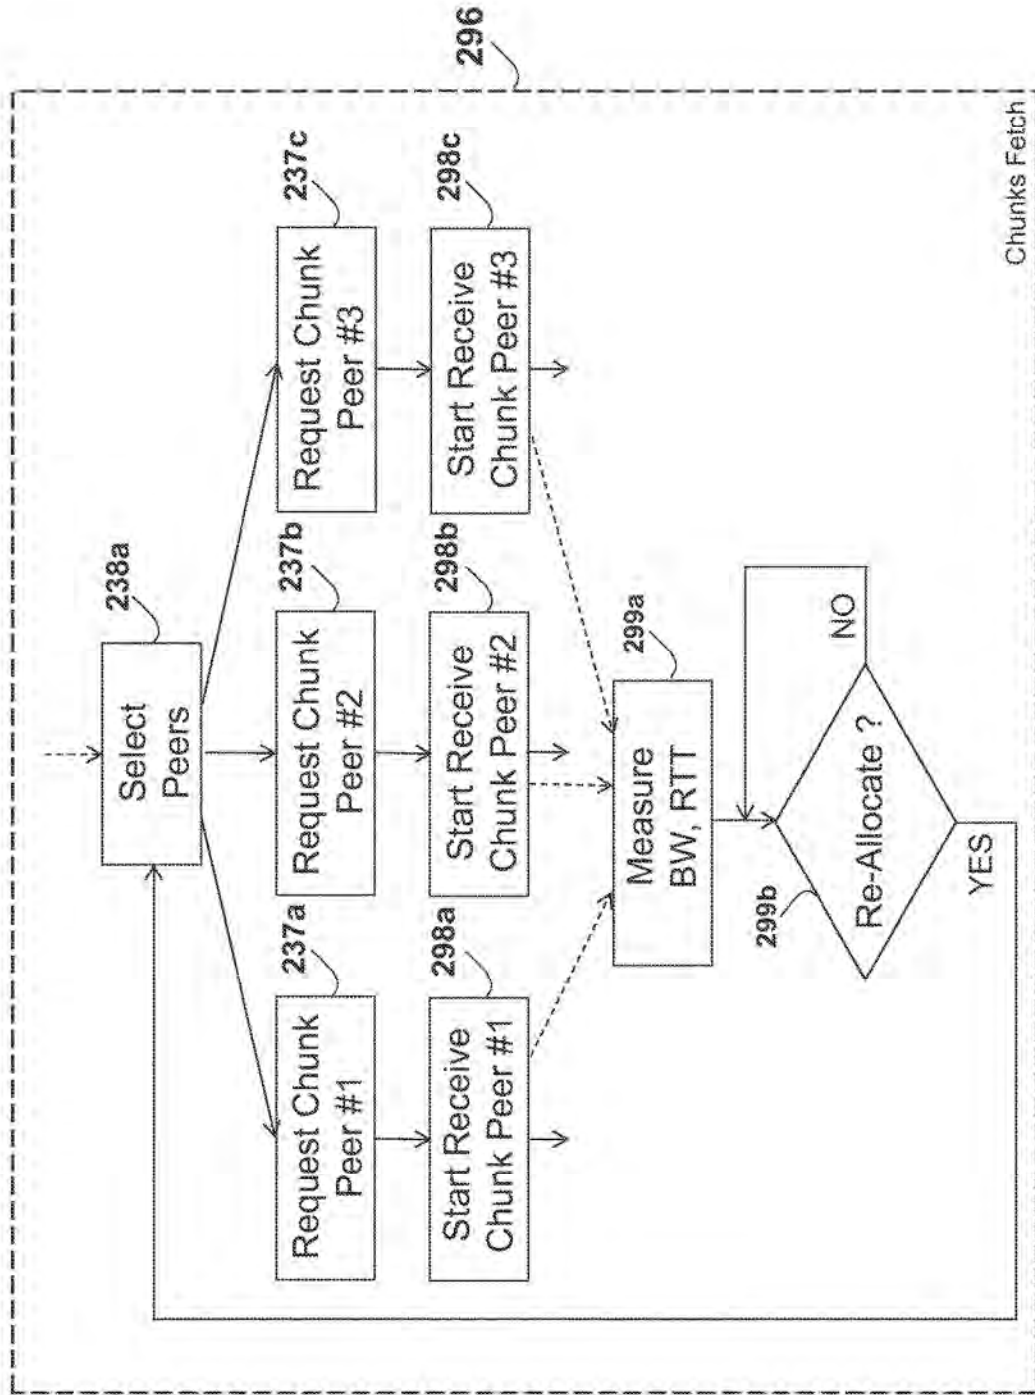 296
238a
Select
Peers
237a
Request Chunk
Peer #1
237b
Request Chunk
Peer #2
237c
Request Chunk
Peer #3
298a
Start Receive
Chunk Peer #1
298b
Start Receive
Chunk Peer #2
298c
Start Receive
Chunk Peer #3
299a
Measure
BW, RTT
299b
Re-Allocate ?
NO
YES
Chunks Fetch